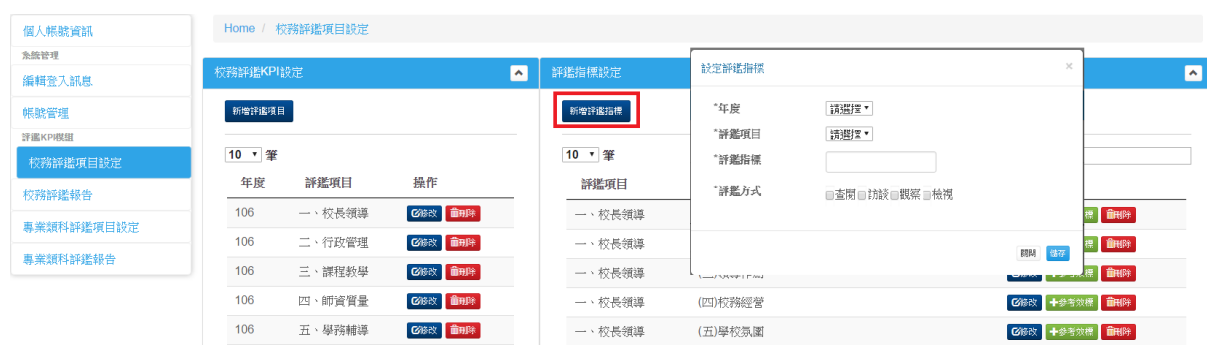 個人帳號資訊
系統管理
編輯登入訊息
帳號管理
評鑑KPI模組
校務評鑑項目設定
校務評鑑報告
專業類科評鑑項目設定
專業類科評鑑報告
Home / 校務評鑑項目設定
校務評鑑KPI設定
新增評鑑項目
10 筆
年度 評鑑項目 操作
106 一、校長領導 修改 刪除
106 二、行政管理 修改 刪除
106 三、課程教學 修改 刪除
106 四、師資質量 修改 刪除
106 五、學務輔導 修改 刪除
評鑑指標設定
新增評鑑指標
10 筆
評鑑項目
一、校長領導 刪除
一、校長領導 刪除
一、校長領導 修改 參考效標 刪除
一、校長領導 (四)校務經營 修改 參考效標 刪除
一、校長領導 (五)學校氛圍 修改 參考效標 刪除
設定評鑑指標 ×
*年度 請選擇
*評鑑項目 請選擇
*評鑑指標
*評鑑方式 查閱 訪談 觀察 檢視
關閉 儲存